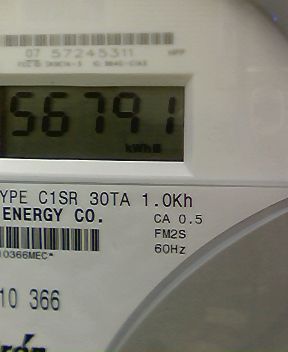 07 57245311
56791
kWh
YPE C1SR 30TA 1.0Kh
ENERGY CO.
CA 0.5
FM2S
60Hz
10366MEC*
10 366
rón